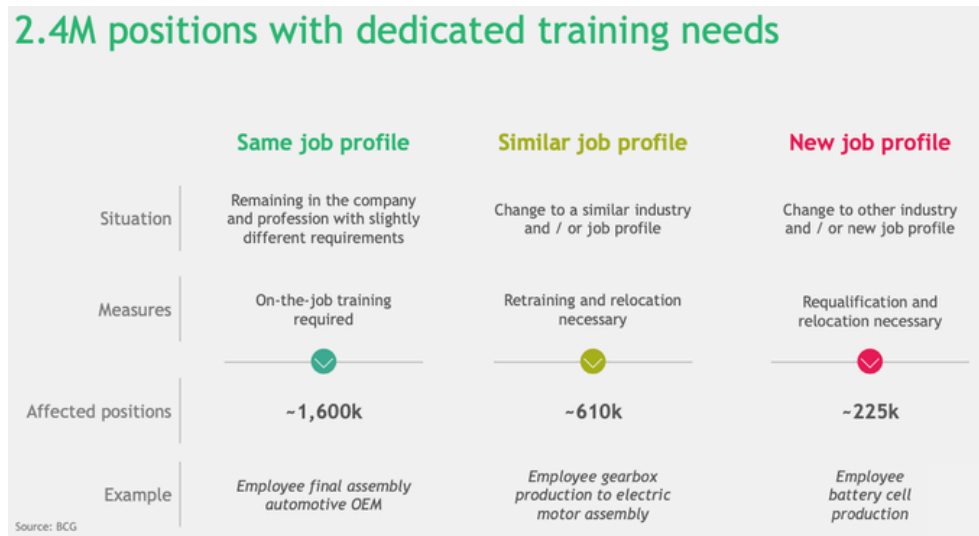 2.4M positions with dedicated training needs
Same job profile
Similar job profile
New job profile
Situation
Remaining in the company
and profession with slightly
different requirements
Change to a similar industry
and / or job profile
Change to other industry
and / or new job profile
Measures
On-the-job training
required
Retraining and relocation
necessary
Requalification and
relocation necessary
Affected positions
~1,600k
~610k
~225k
Example
Employee final assembly
automotive OEM
Employee gearbox
production to electric
motor assembly
Employee
battery cell
production
Source: BCG